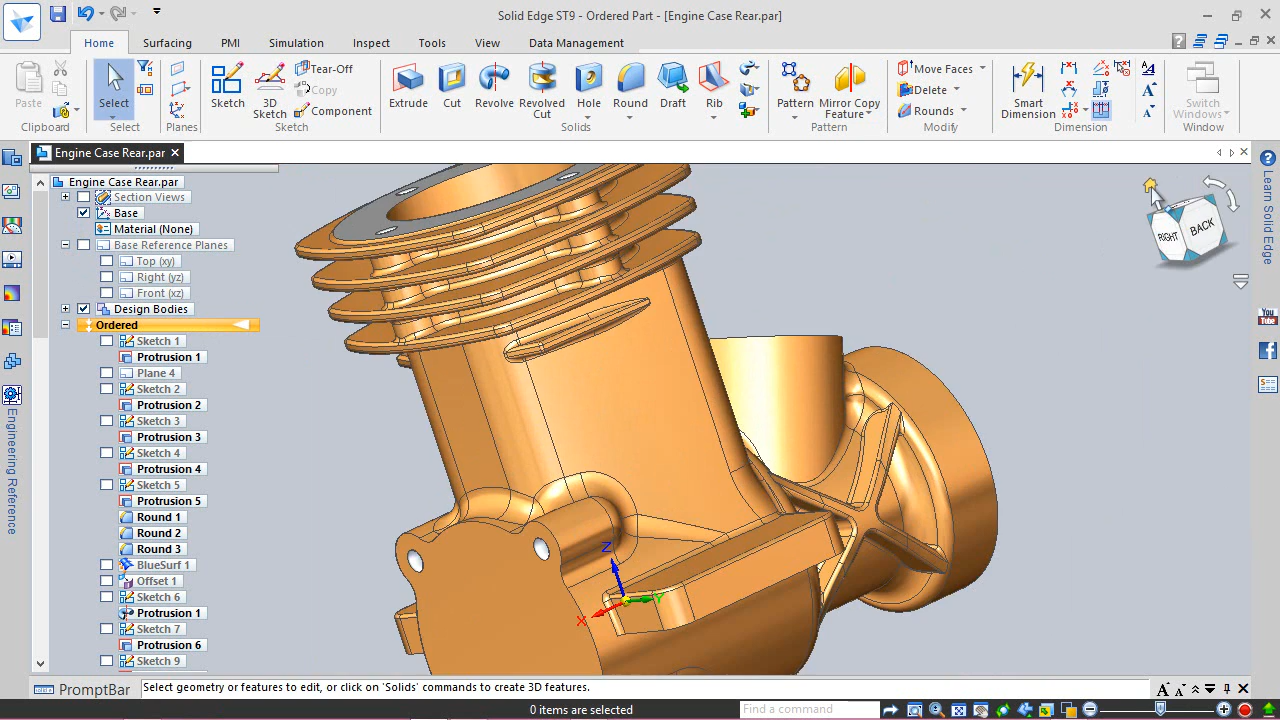 Solid Edge ST9 - Ordered Part - [Engine Case Rear.par]
Home Surfacing PMI Simulation Inspect Tools View Data Management
Paste
Clipboard
Select
Select
Planes
Sketch
3D Sketch
Tear-Off
Copy
Component
Sketch
Extrude
Cut
Revolve
Revolved Cut
Hole
Round
Draft
Rib
Solids
Pattern
Mirror Copy Feature
Pattern
Move Faces
Delete
Rounds
Modify
Smart Dimension
Dimension
Switch Windows
Window
Engine Case Rear.par
Engine Case Rear.par
Section Views
Base
Material (None)
Base Reference Planes
Top (xy)
Right (yz)
Front (xz)
Design Bodies
Ordered
Sketch 1
Protrusion 1
Plane 4
Sketch 2
Protrusion 2
Sketch 3
Protrusion 3
Sketch 4
Protrusion 4
Sketch 5
Protrusion 5
Round 1
Round 2
Round 3
BlueSurf 1
Offset 1
Sketch 6
Protrusion 1
Sketch 7
Protrusion 6
Sketch 9
Engineering Reference
Z
Y
X
RIGHT
BACK
Learn Solid Edge
You Tube
PromptBar
Select geometry or features to edit, or click on 'Solids' commands to create 3D features.
0 items are selected
Find a command